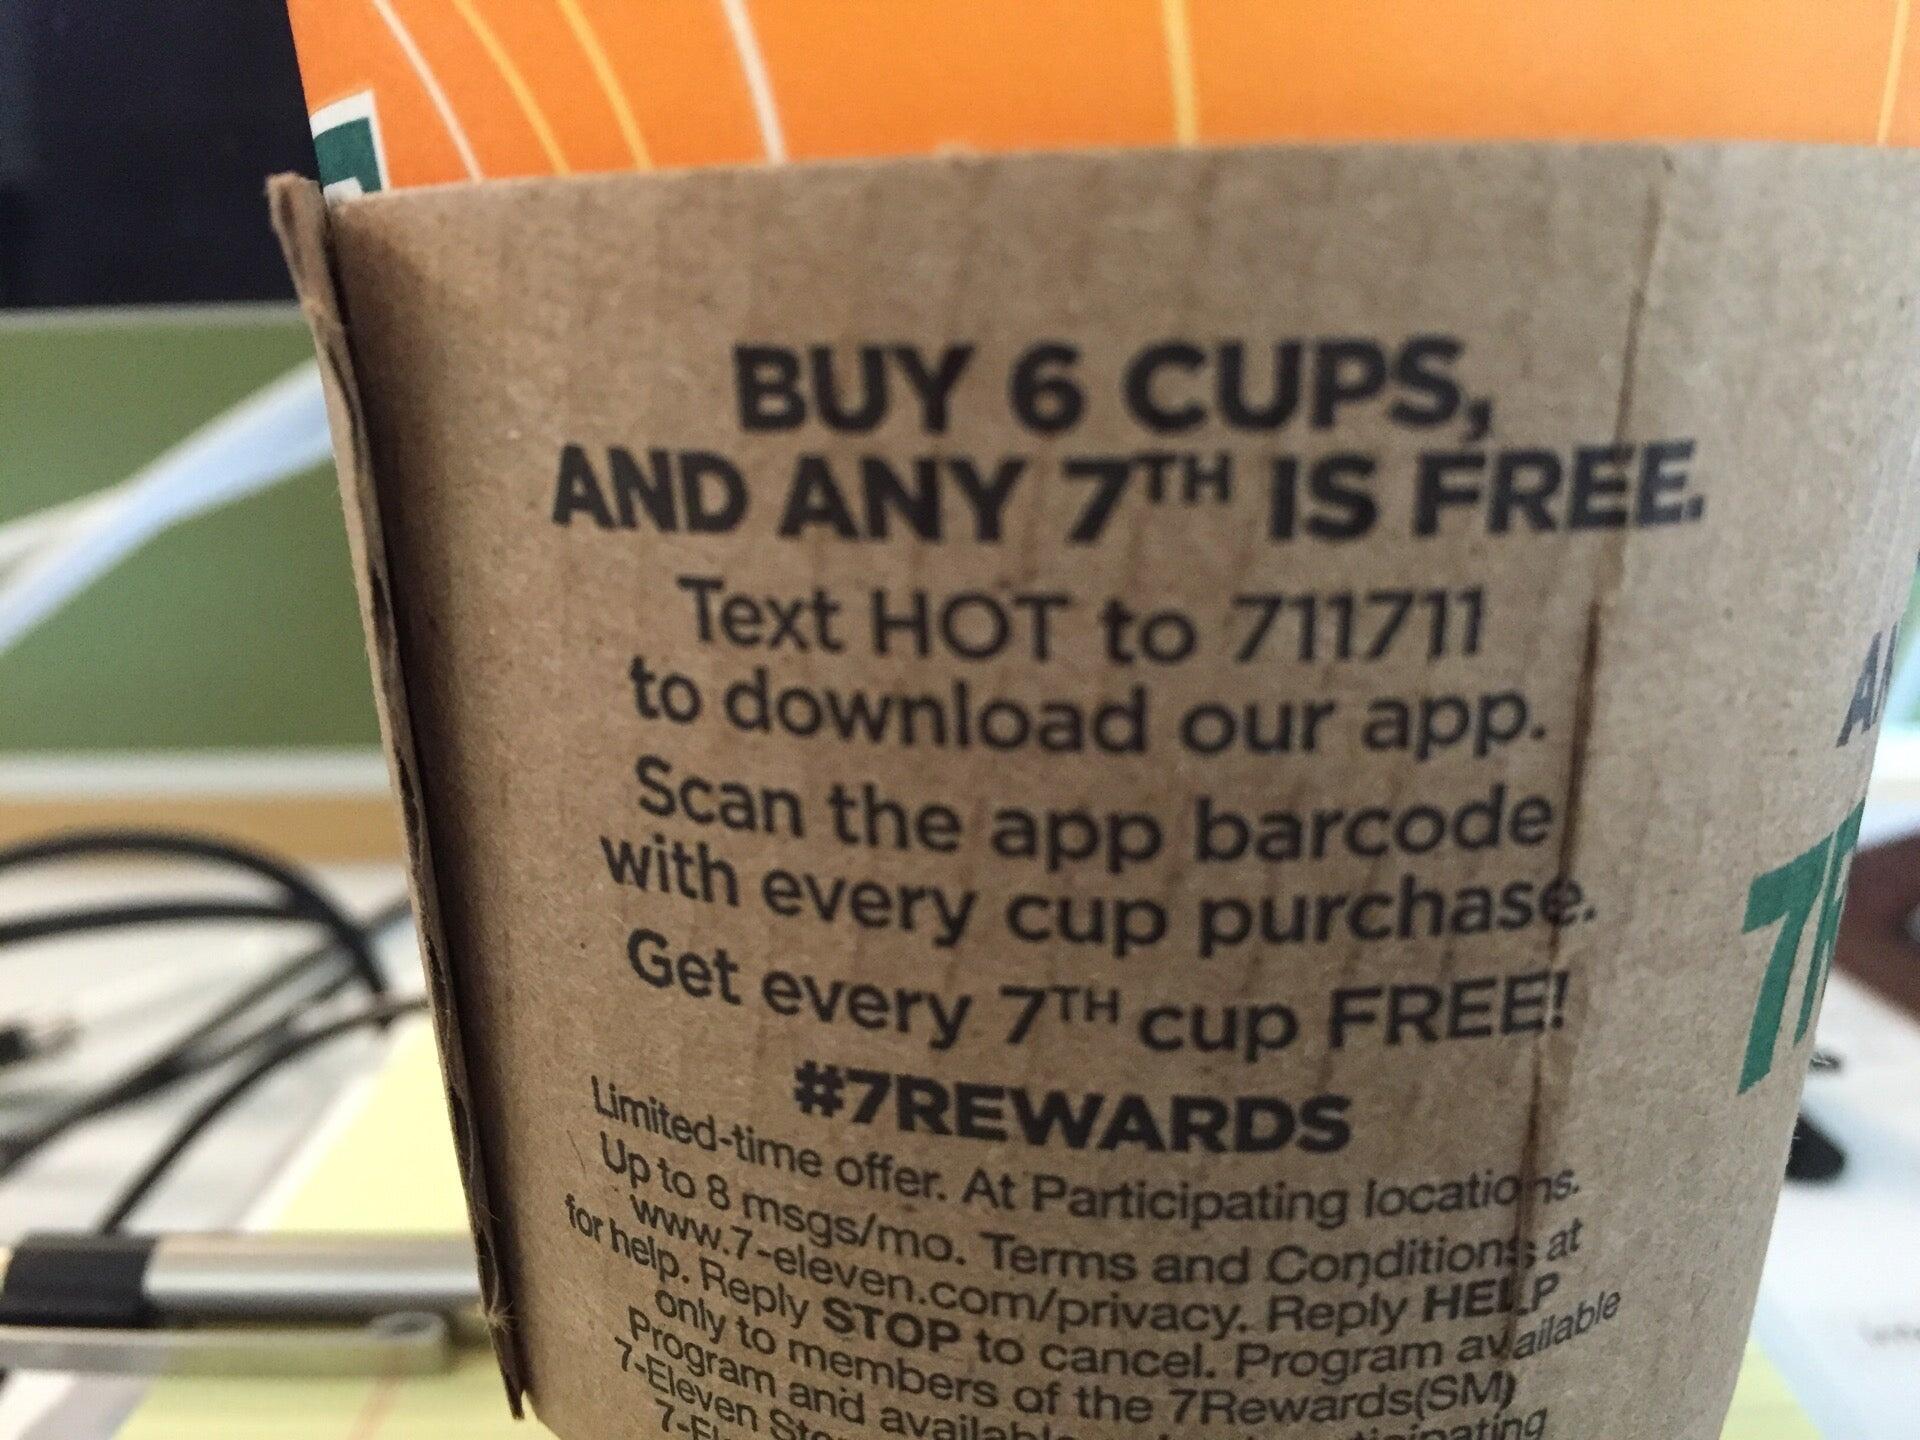 BUY 6 CUPS,
AND ANY 7TH IS FREE.
Text HOT to 711711
to download our app.
Scan the app barcode
with every cup purchase.
Get every 7TH cup FREE!
#7REWARDS
Limited-time offer. At Participating locations.
Up to 8 msgs/mo. Terms and Conditions at
www.7-eleven.com/privacy. Reply HELP
for help. Reply STOP to cancel. Program available
only to members of the 7Rewards(SM)
Program and
7-Eleven